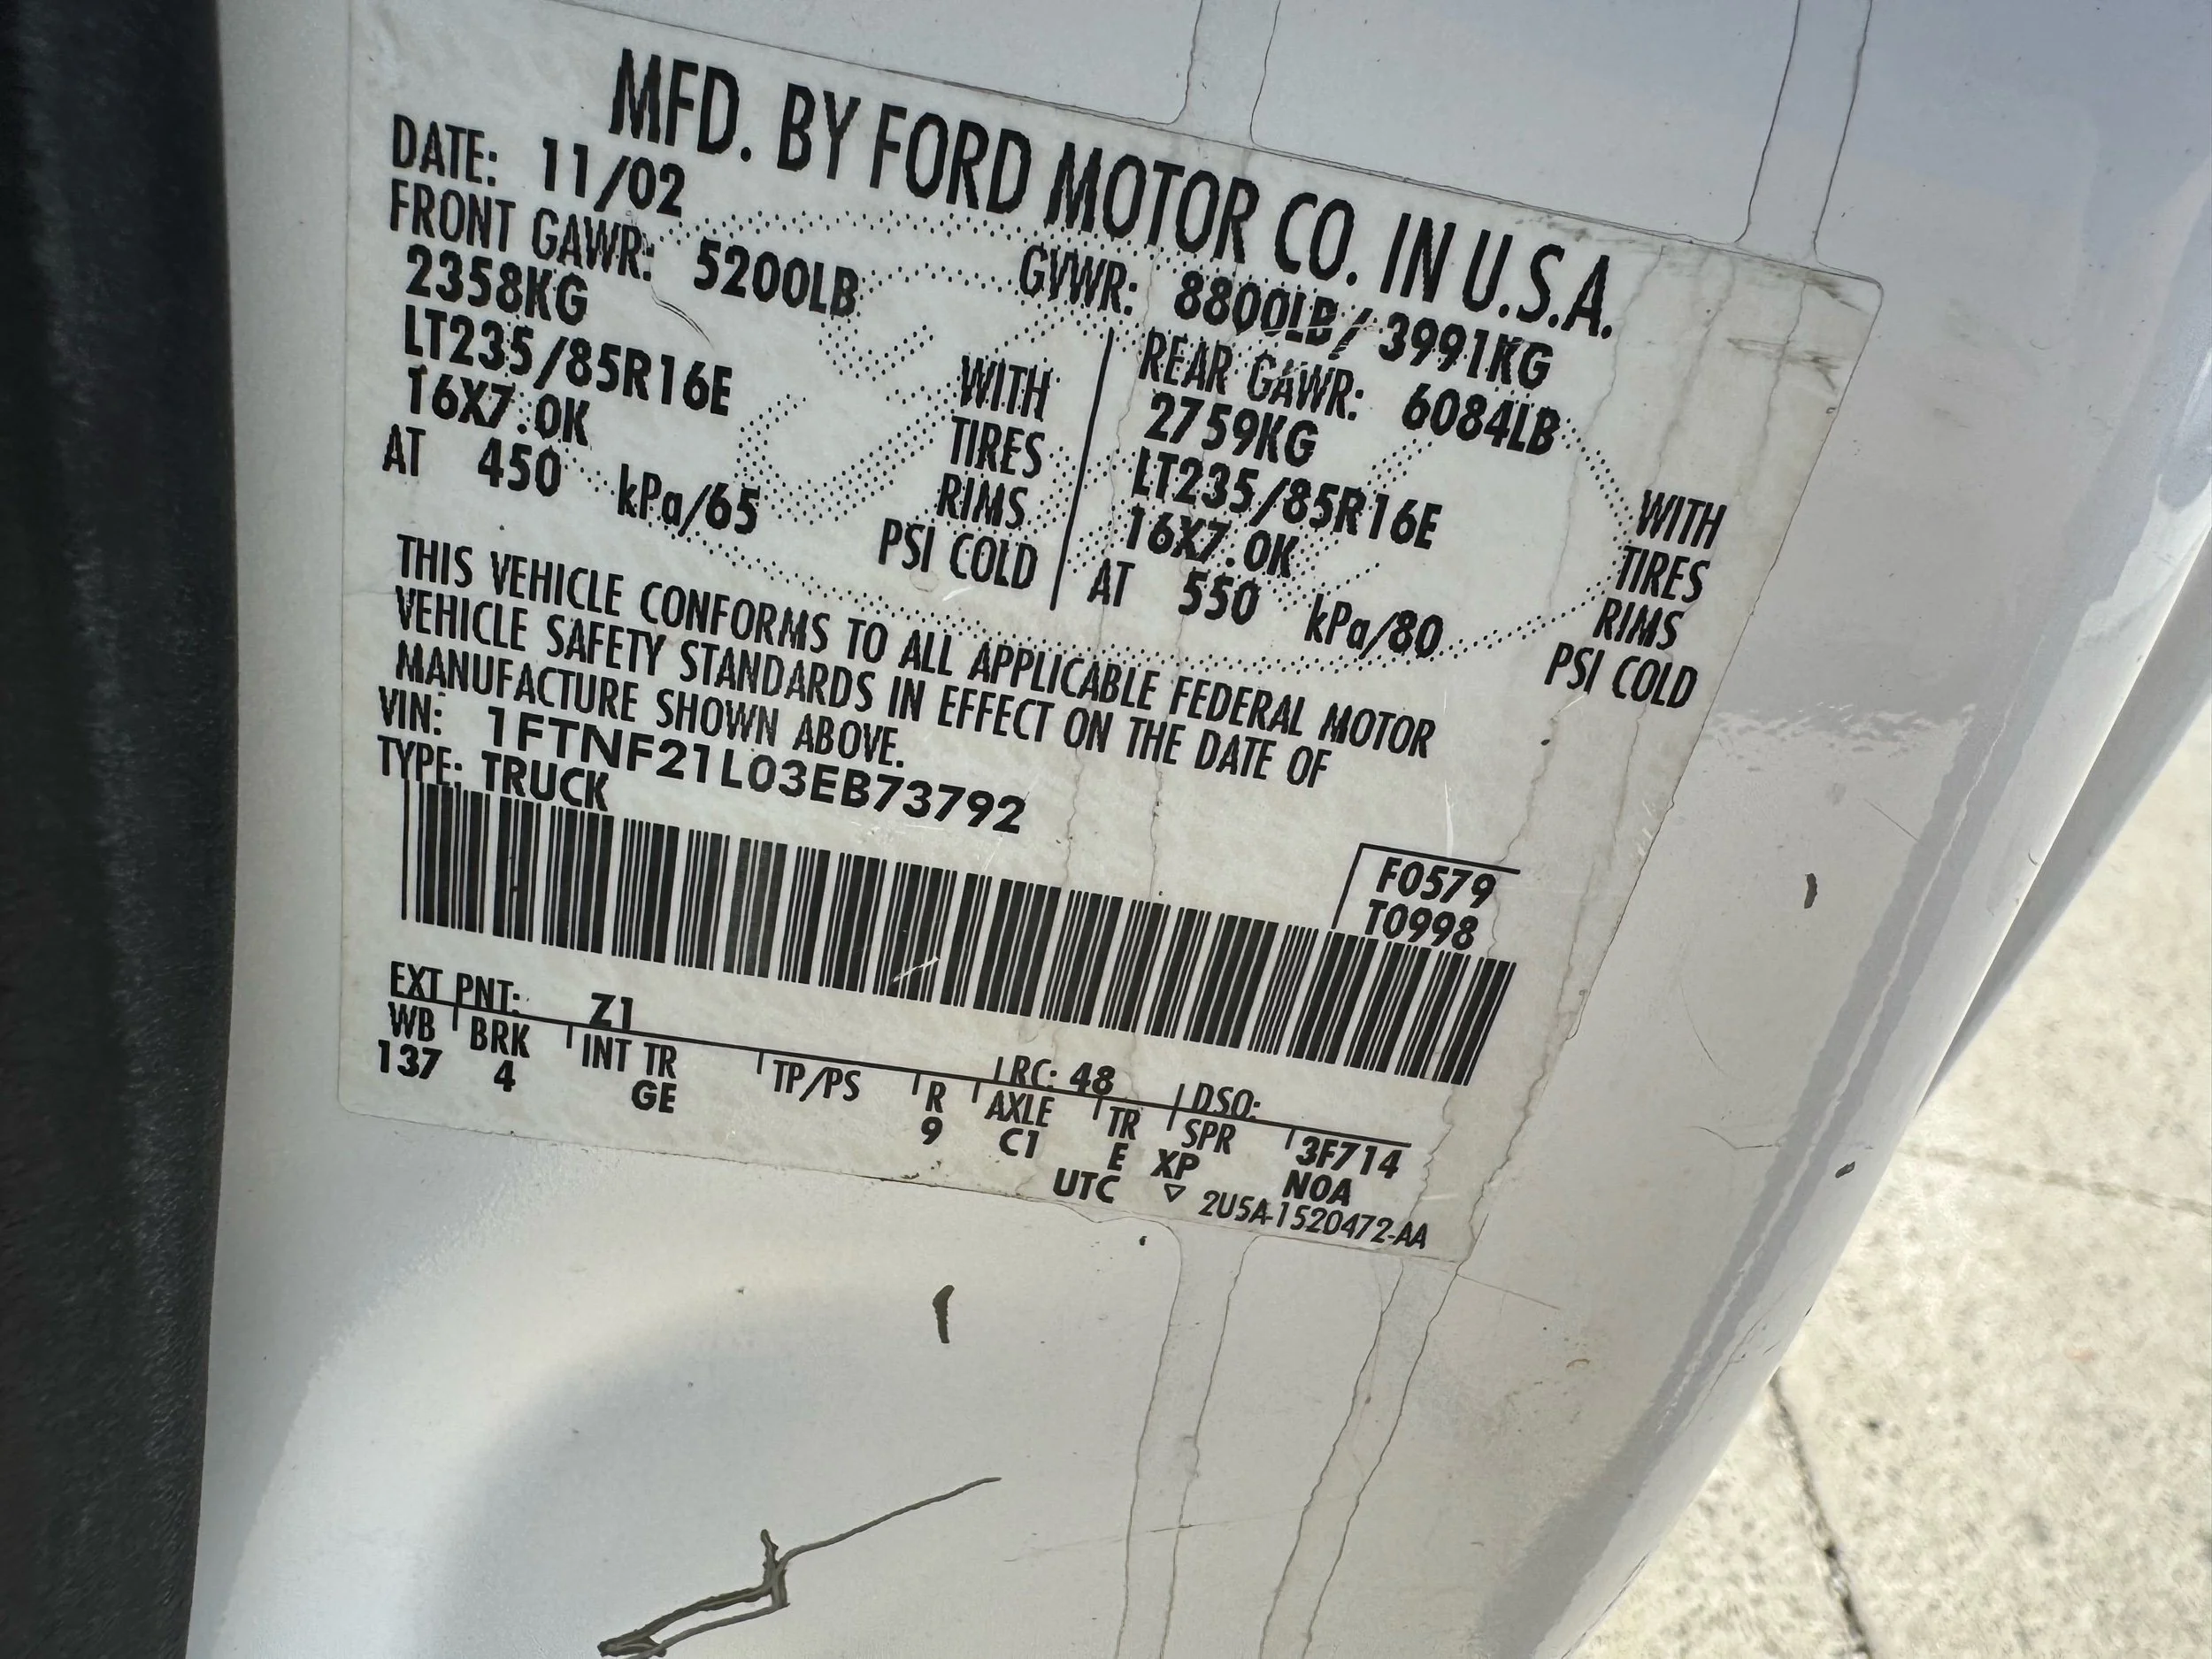 MFD. BY FORD MOTOR CO. IN U.S.A.
DATE: 11/02
GVWR: 8800LB / 3991KG
FRONT GAWR: 5200LB
2358KG WITH
LT235/85R16E TIRES
16X7.0K RIMS
AT 450 kPa/65 PSI COLD
REAR GAWR: 6084LB
2759KG WITH
LT235/85R16E TIRES
16X7.0K RIMS
AT 550 kPa/80 PSI COLD
THIS VEHICLE CONFORMS TO ALL APPLICABLE FEDERAL MOTOR
VEHICLE SAFETY STANDARDS IN EFFECT ON THE DATE OF
MANUFACTURE SHOWN ABOVE.
VIN: 1FTNF21L03EB73792
TYPE: TRUCK
F0579
T0998
EXT PNT: Z1 RC: 48 DSO:
WB BRK INT TR TP/PS R AXLE TR SPR 3F714
137 4 GE 9 C1 E XP NOA
UTC ▽ 2U5A-1520472-AA